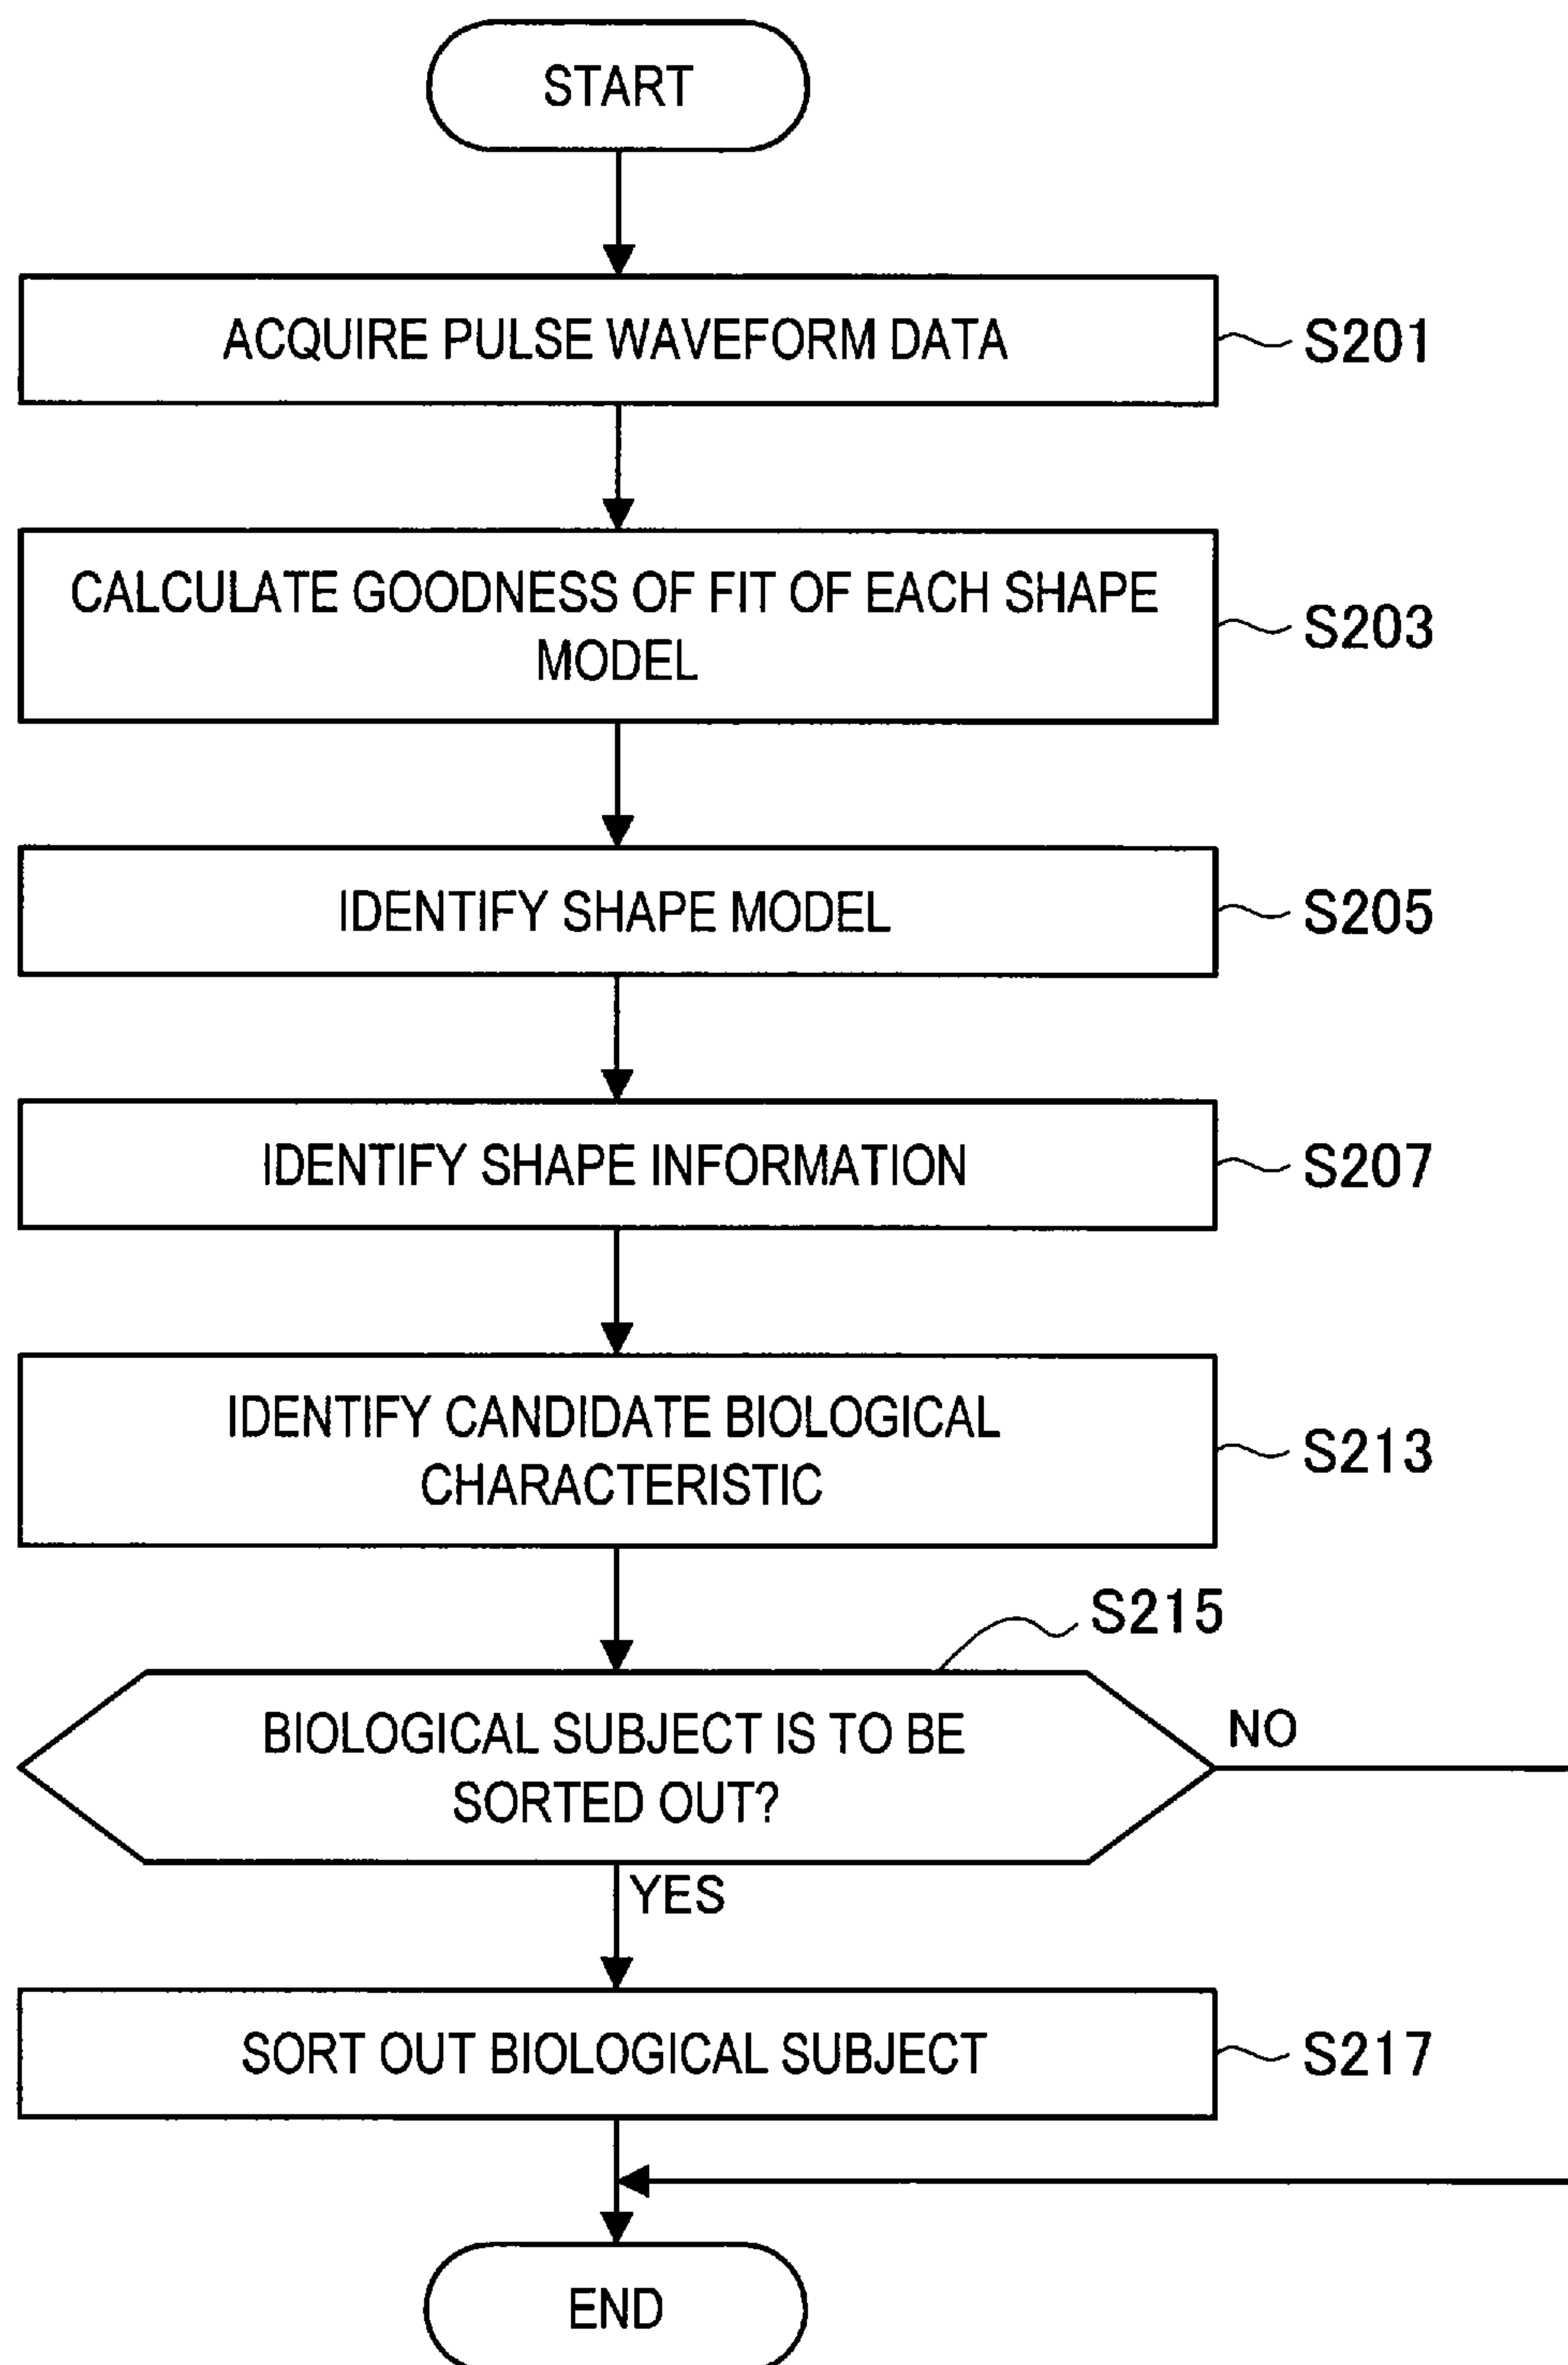 START
ACQUIRE PULSE WAVEFORM DATA
S201
CALCULATE GOODNESS OF FIT OF EACH SHAPE
MODEL
S203
IDENTIFY SHAPE MODEL
S205
IDENTIFY SHAPE INFORMATION
S207
IDENTIFY CANDIDATE BIOLOGICAL
CHARACTERISTIC
S213
S215
BIOLOGICAL SUBJECT IS TO BE
SORTED OUT?
NO
YES
SORT OUT BIOLOGICAL SUBJECT
S217
END